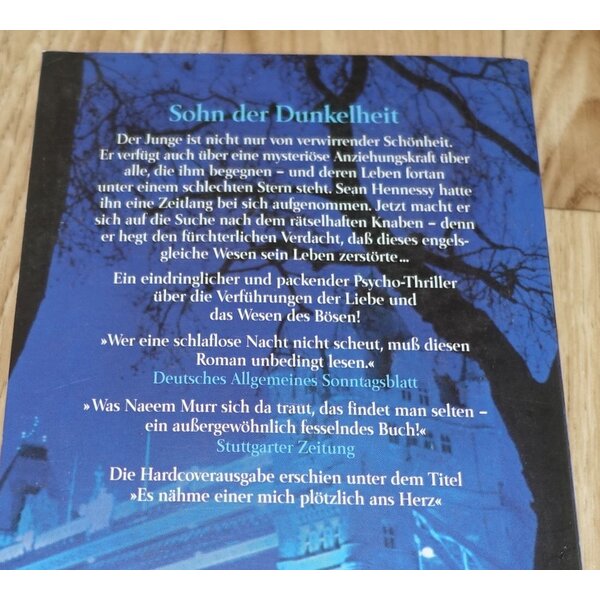 Sohn der Dunkelheit
Der Junge ist nicht nur von verwirrender Schönheit.
Er verfügt auch über eine mysteriöse Anziehungskraft über
alle, die ihm begegnen – und deren Leben fortan
unter einem schlechten Stern steht. Sean Hennessy hatte
ihn eine Zeitlang bei sich aufgenommen. Jetzt macht er
sich auf die Suche nach dem rätselhaften Knaben – denn
er hegt den fürchterlichen Verdacht, daß dieses engels-
gleiche Wesen sein Leben zerstörte ...
Ein eindringlicher und packender Psycho-Thriller
über die Verführungen der Liebe und
das Wesen des Bösen!
»Wer eine schlaflose Nacht nicht scheut, muß diesen
Roman unbedingt lesen.«
Deutsches Allgemeines Sonntagsblatt
»Was Naeem Murr sich da traut, das findet man selten –
ein außergewöhnlich fesselndes Buch!«
Stuttgarter Zeitung
Die Hardcoverausgabe erschien unter dem Titel
»Es nähme einer mich plötzlich ans Herz«